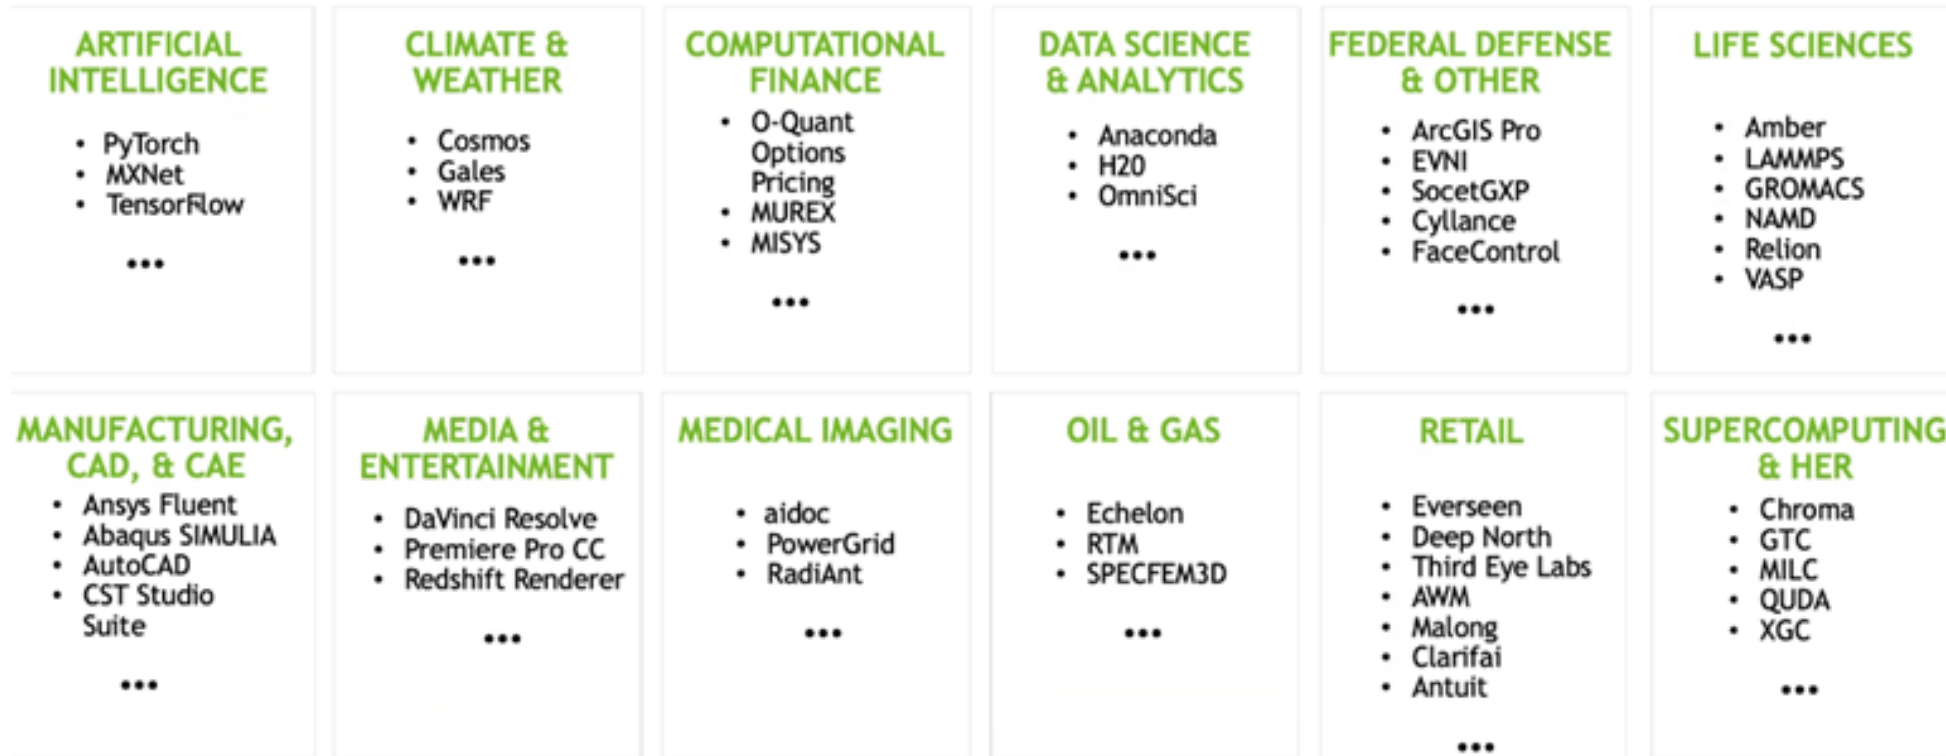 ARTIFICIAL
INTELLIGENCE
• PyTorch
• MXNet
• TensorFlow
•••
CLIMATE &
WEATHER
• Cosmos
• Gales
• WRF
•••
COMPUTATIONAL
FINANCE
• O-Quant
Options
Pricing
• MUREX
• MISYS
•••
DATA SCIENCE
& ANALYTICS
• Anaconda
• H20
• OmniSci
•••
FEDERAL DEFENSE
& OTHER
• ArcGIS Pro
• EVNI
• SocetGXP
• Cyllance
• FaceControl
•••
LIFE SCIENCES
• Amber
• LAMMPS
• GROMACS
• NAMD
• Relion
• VASP
•••
MANUFACTURING,
CAD, & CAE
• Ansys Fluent
• Abaqus SIMULIA
• AutoCAD
• CST Studio
Suite
•••
MEDIA &
ENTERTAINMENT
• DaVinci Resolve
• Premiere Pro CC
• Redshift Renderer
•••
MEDICAL IMAGING
• aidoc
• PowerGrid
• RadiAnt
•••
OIL & GAS
• Echelon
• RTM
• SPECFEM3D
•••
RETAIL
• Everseen
• Deep North
• Third Eye Labs
• AWM
• Malong
• Clarifai
• Antuit
•••
SUPERCOMPUTING
& HER
• Chroma
• GTC
• MILC
• QUDA
• XGC
•••